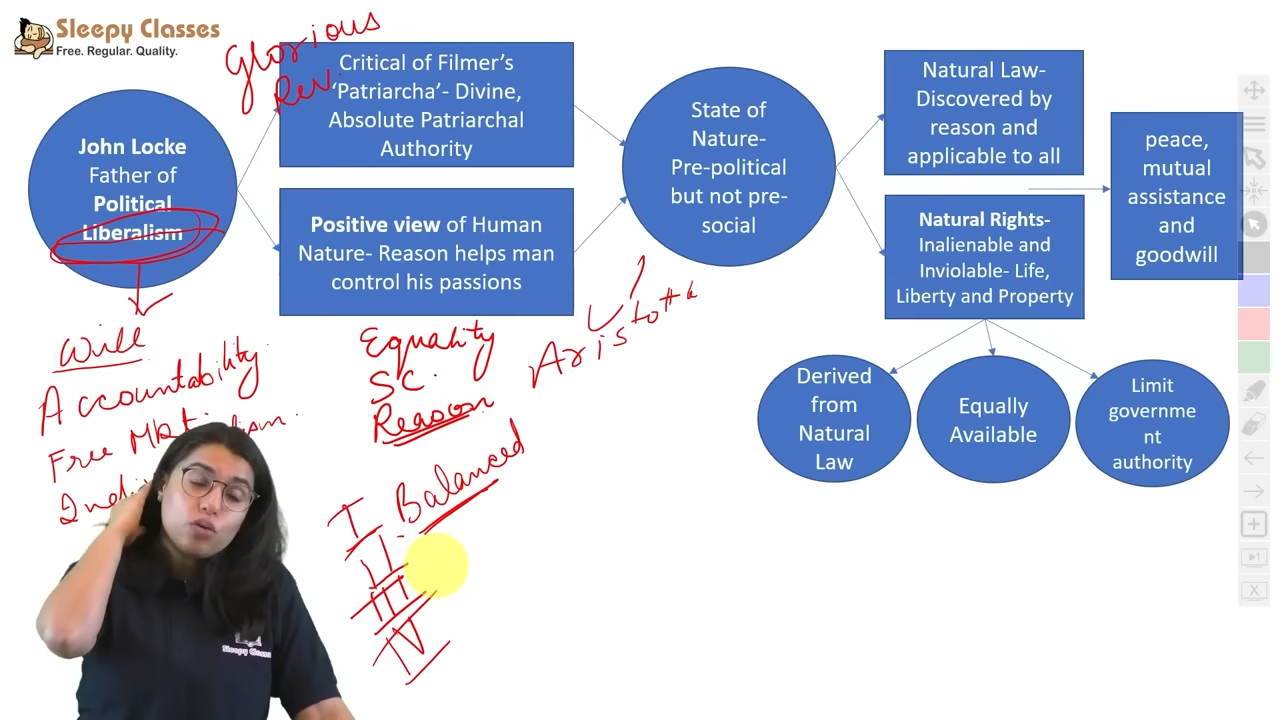 Sleepy Classes
Free. Regular. Quality.
Glorious
Rev.
John Locke
Father of
Political
Liberalism
Critical of Filmer's
'Patriarcha'- Divine,
Absolute Patriarchal
Authority
Positive view of Human
Nature- Reason helps man
control his passions
State of
Nature-
Pre-political
but not pre-
social
Natural Law-
Discovered by
reason and
applicable to all
Natural Rights-
Inalienable and
Inviolable- Life,
Liberty and Property
peace,
mutual
assistance
and
goodwill
Derived
from
Natural
Law
Equally
Available
Limit
governme
nt
authority
Will
Accountability
Free Mkt.
Equality
SC.
Reason
I Balanced
II.
III
IV
Sleepy Classes